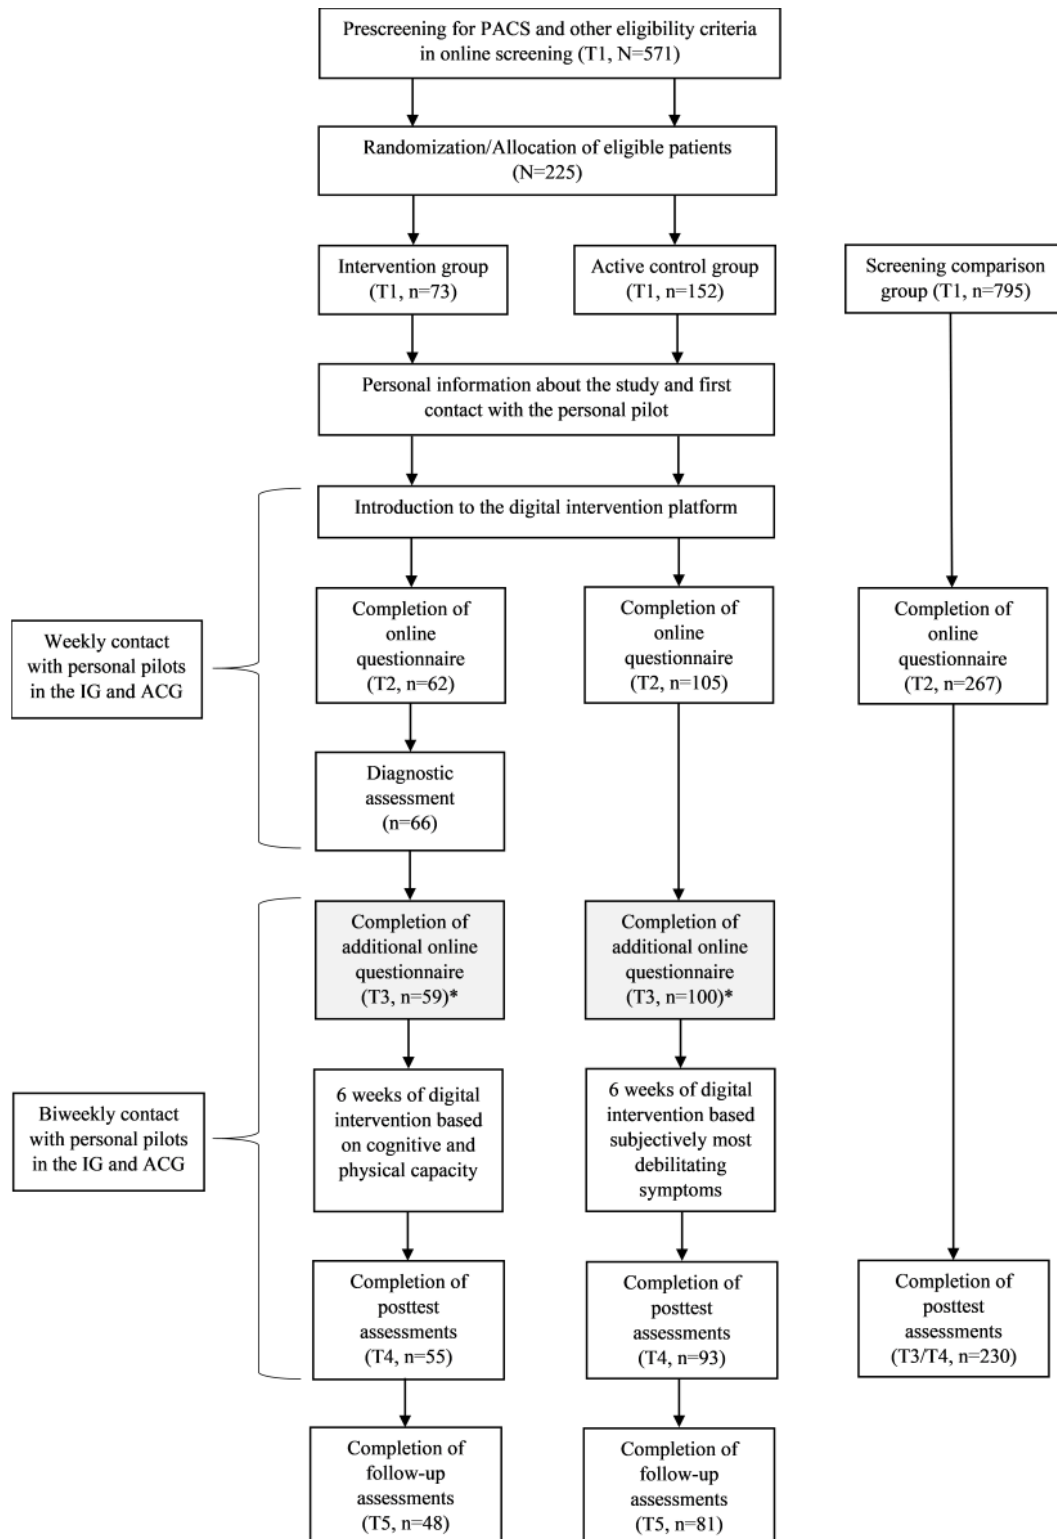 Prescreening for PACS and other eligibility criteria
in online screening (T1, N=571)
Randomization/Allocation of eligible patients
(N=225)
Intervention group
(T1, n=73)
Active control group
(T1, n=152)
Screening comparison
group (T1, n=795)
Personal information about the study and first
contact with the personal pilot
Introduction to the digital intervention platform
Weekly contact
with personal pilots
in the IG and ACG
Completion of
online
questionnaire
(T2, n=62)
Completion of
online
questionnaire
(T2, n=105)
Completion of
online
questionnaire
(T2, n=267)
Diagnostic
assessment
(n=66)
Completion of
additional online
questionnaire
(T3, n=59)*
Completion of
additional online
questionnaire
(T3, n=100)*
Biweekly contact
with personal pilots
in the IG and ACG
6 weeks of digital
intervention based
on cognitive and
physical capacity
6 weeks of digital
intervention based
subjectively most
debilitating
symptoms
Completion of
posttest
assessments
(T4, n=55)
Completion of
posttest
assessments
(T4, n=93)
Completion of
posttest
assessments
(T3/T4, n=230)
Completion of
follow-up
assessments
(T5, n=48)
Completion of
follow-up
assessments
(T5, n=81)